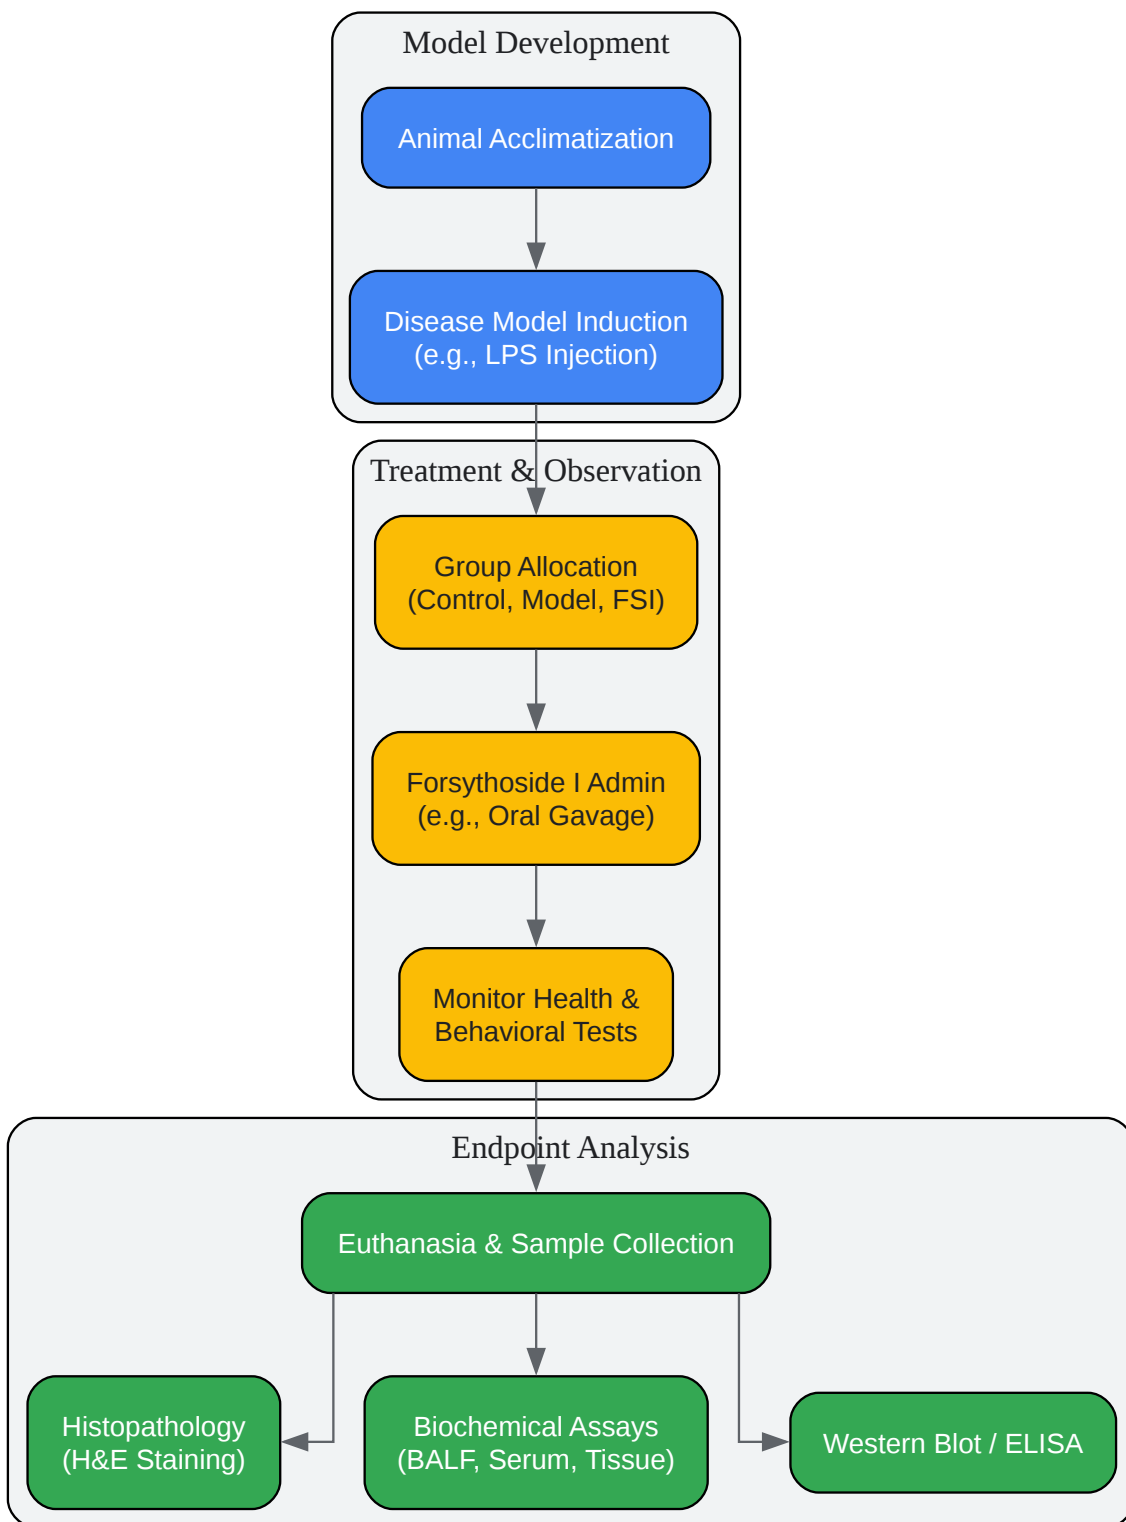 Model Development
Animal Acclimatization
Disease Model Induction
(e.g., LPS Injection)
Treatment & Observation
Group Allocation
(Control, Model, FSI)
Forsythoside I Admin
(e.g., Oral Gavage)
Monitor Health &
Behavioral Tests
Endpoint Analysis
Euthanasia & Sample Collection
Histopathology
(H&E Staining)
Biochemical Assays
(BALF, Serum, Tissue)
Western Blot / ELISA